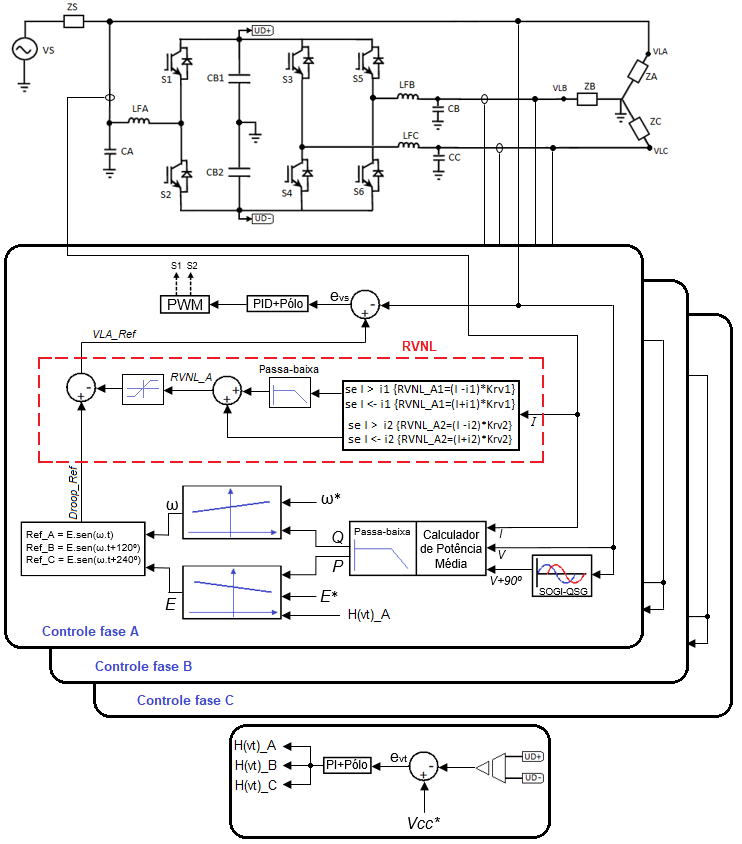 ZS
VS
UD+
S1
CB1
S3
S5
VLA
ZA
LFA
LFB
CB
VLB
ZB
ZC
CA
S2
CB2
S4
S6
LFC
CC
VLC
UD-
S1 S2
PWM
PID+Pólo
evs
-
+
VLA_Ref
RVNL
Passa-baixa
RVNL_A
se I > i1 {RVNL_A1=(I -i1)*Krv1}
se I <- i1 {RVNL_A1=(I+i1)*Krv1}
se I > i2 {RVNL_A2=(I -i2)*Krv2}
se I <- i2 {RVNL_A2=(I+i2)*Krv2}
I
-
+
+
+
Droop_Ref
ω
ω*
Ref_A = E.sen(ω.t)
Ref_B = E.sen(ω.t+120º)
Ref_C = E.sen(ω.t+240º)
Q
P
Passa-baixa
Calculador
de Potência
Média
I
V
V+90º
SOGI-QSG
E
E*
H(vt)_A
Controle fase A
Controle fase B
Controle fase C
H(vt)_A
H(vt)_B
H(vt)_C
PI+Pólo
evt
-
+
UD+
UD-
Vcc*